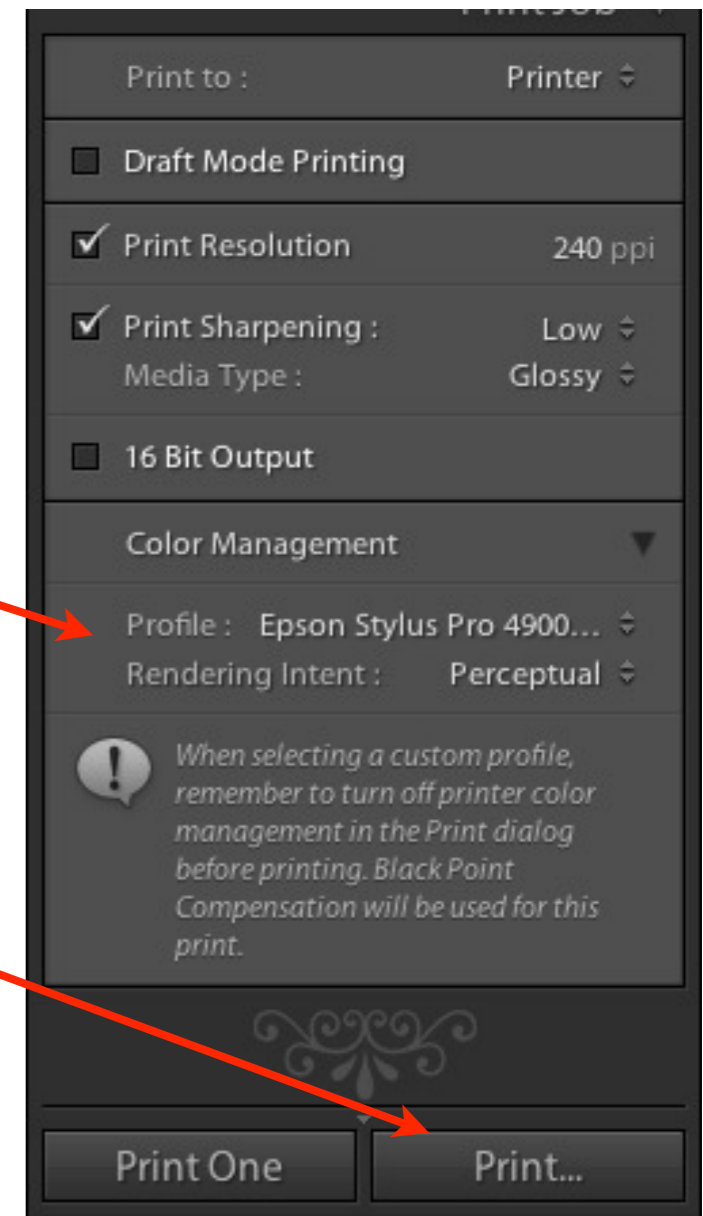 Print Job
Print to : Printer
Draft Mode Printing
Print Resolution 240 ppi
Print Sharpening : Low
Media Type : Glossy
16 Bit Output
Color Management
Profile : Epson Stylus Pro 4900...
Rendering Intent : Perceptual
When selecting a custom profile,
remember to turn off printer color
management in the Print dialog
before printing. Black Point
Compensation will be used for this
print.
Print One Print...